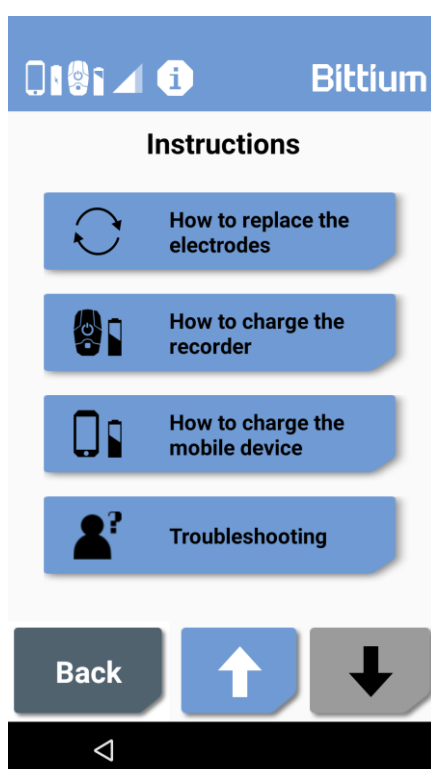 Bittium
Instructions
How to replace the
electrodes
How to charge the
recorder
How to charge the
mobile device
Troubleshooting
Back